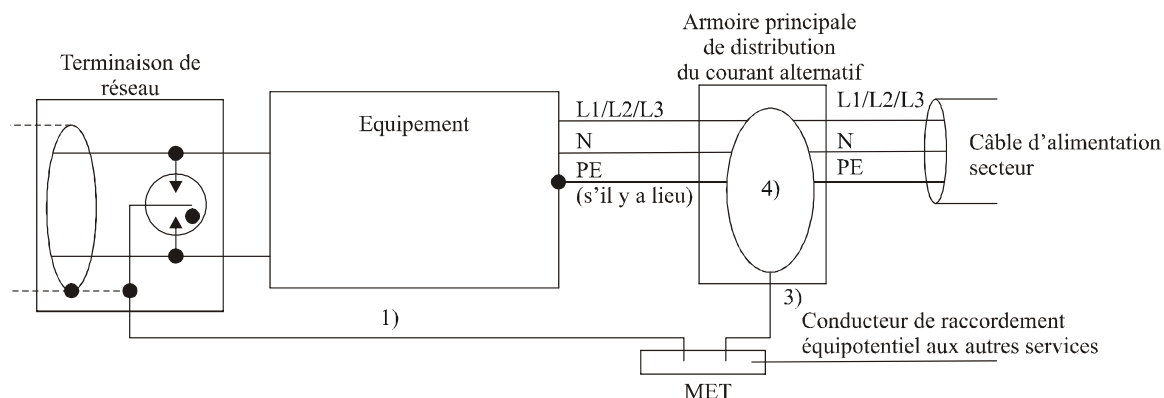 Armoire principale
de distribution
du courant alternatif
Terminaison de
réseau
Equipement
L1/L2/L3
N
PE
(s’il y a lieu)
4)
L1/L2/L3
N
PE
Câble d’alimentation
secteur
1)
3)
Conducteur de raccordement
équipotentiel aux autres services
MET